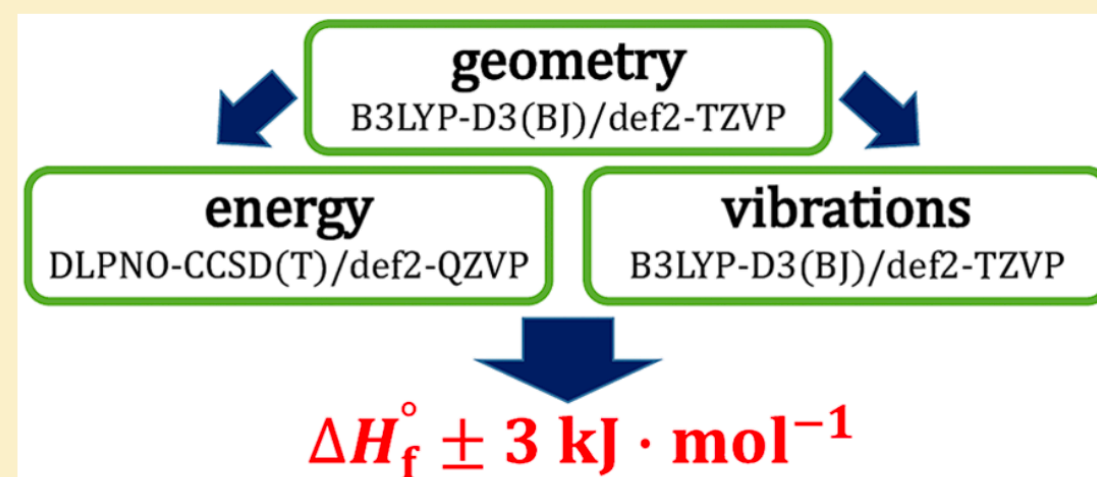 geometry
B3LYP-D3(BJ)/def2-TZVP
energy
DLPNO-CCSD(T)/def2-QZVP
vibrations
B3LYP-D3(BJ)/def2-TZVP
ΔH°f ± 3 kJ · mol⁻¹